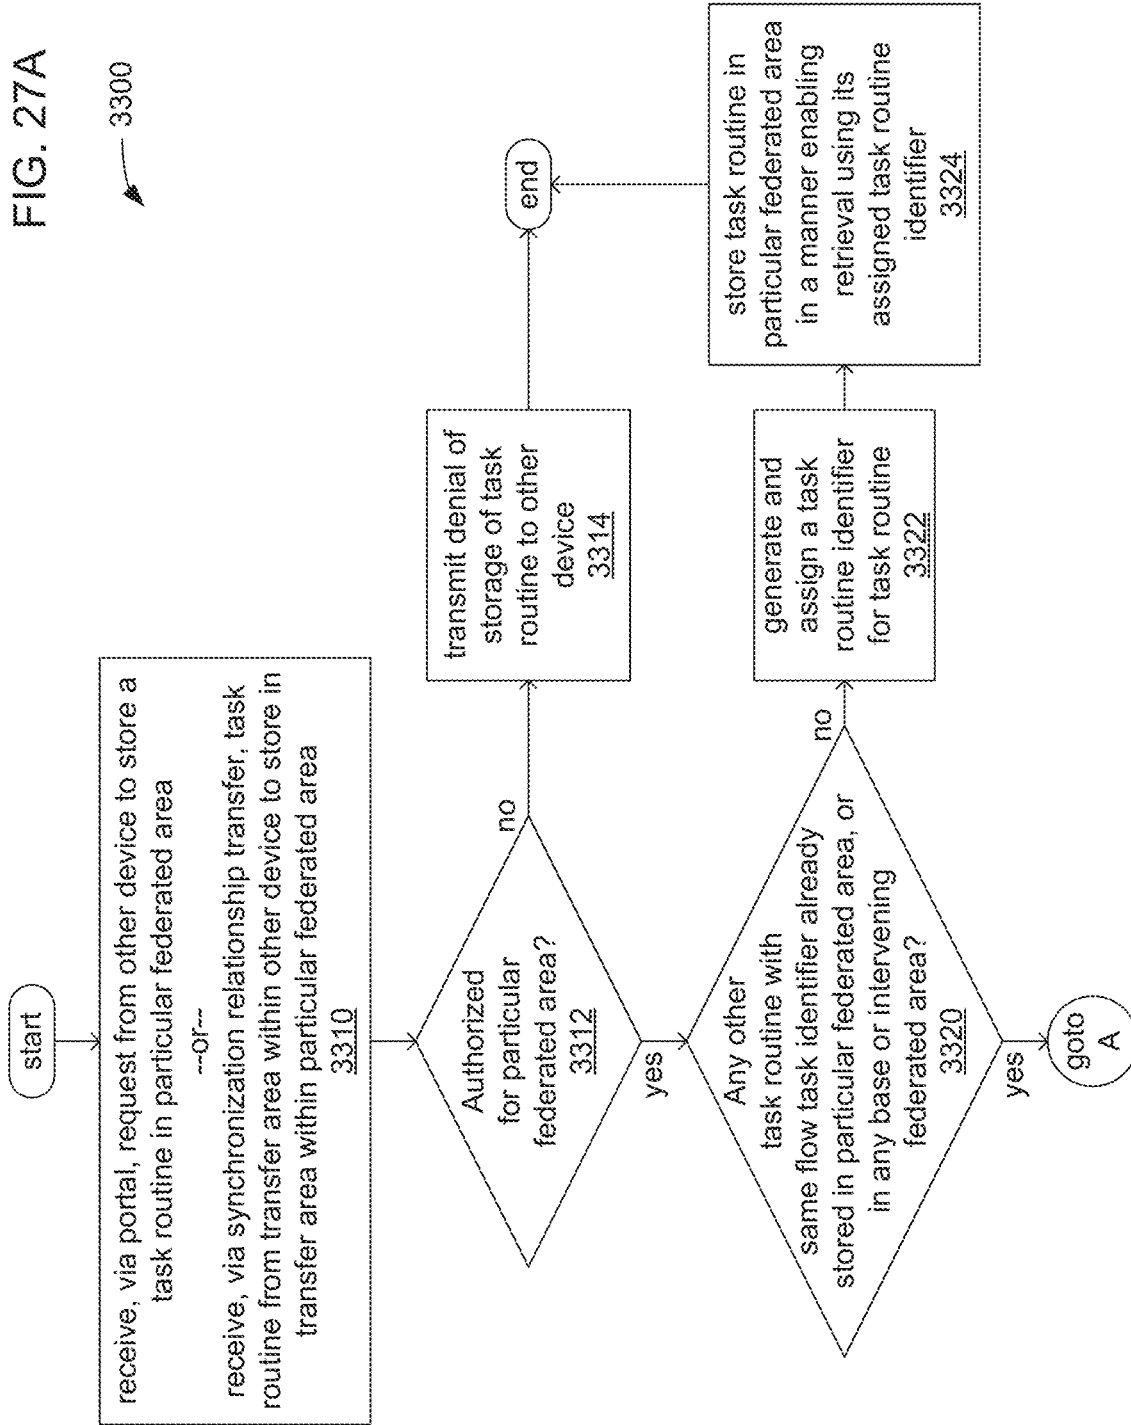 FIG. 27A
3300
start
receive, via portal, request from other device to store a
task routine in particular federated area
--or--
receive, via synchronization relationship transfer, task
routine from transfer area within other device to store in
transfer area within particular federated area
3310
Authorized
for particular
federated area?
3312
no
yes
transmit denial of
storage of task
routine to other
device
3314
end
Any other
task routine with
same flow task identifier already
stored in particular federated area, or
in any base or intervening
federated area?
3320
no
yes
generate and
assign a task
routine identifier
for task routine
3322
store task routine in
particular federated area
in a manner enabling
retrieval using its
assigned task routine
identifier
3324
goto
A